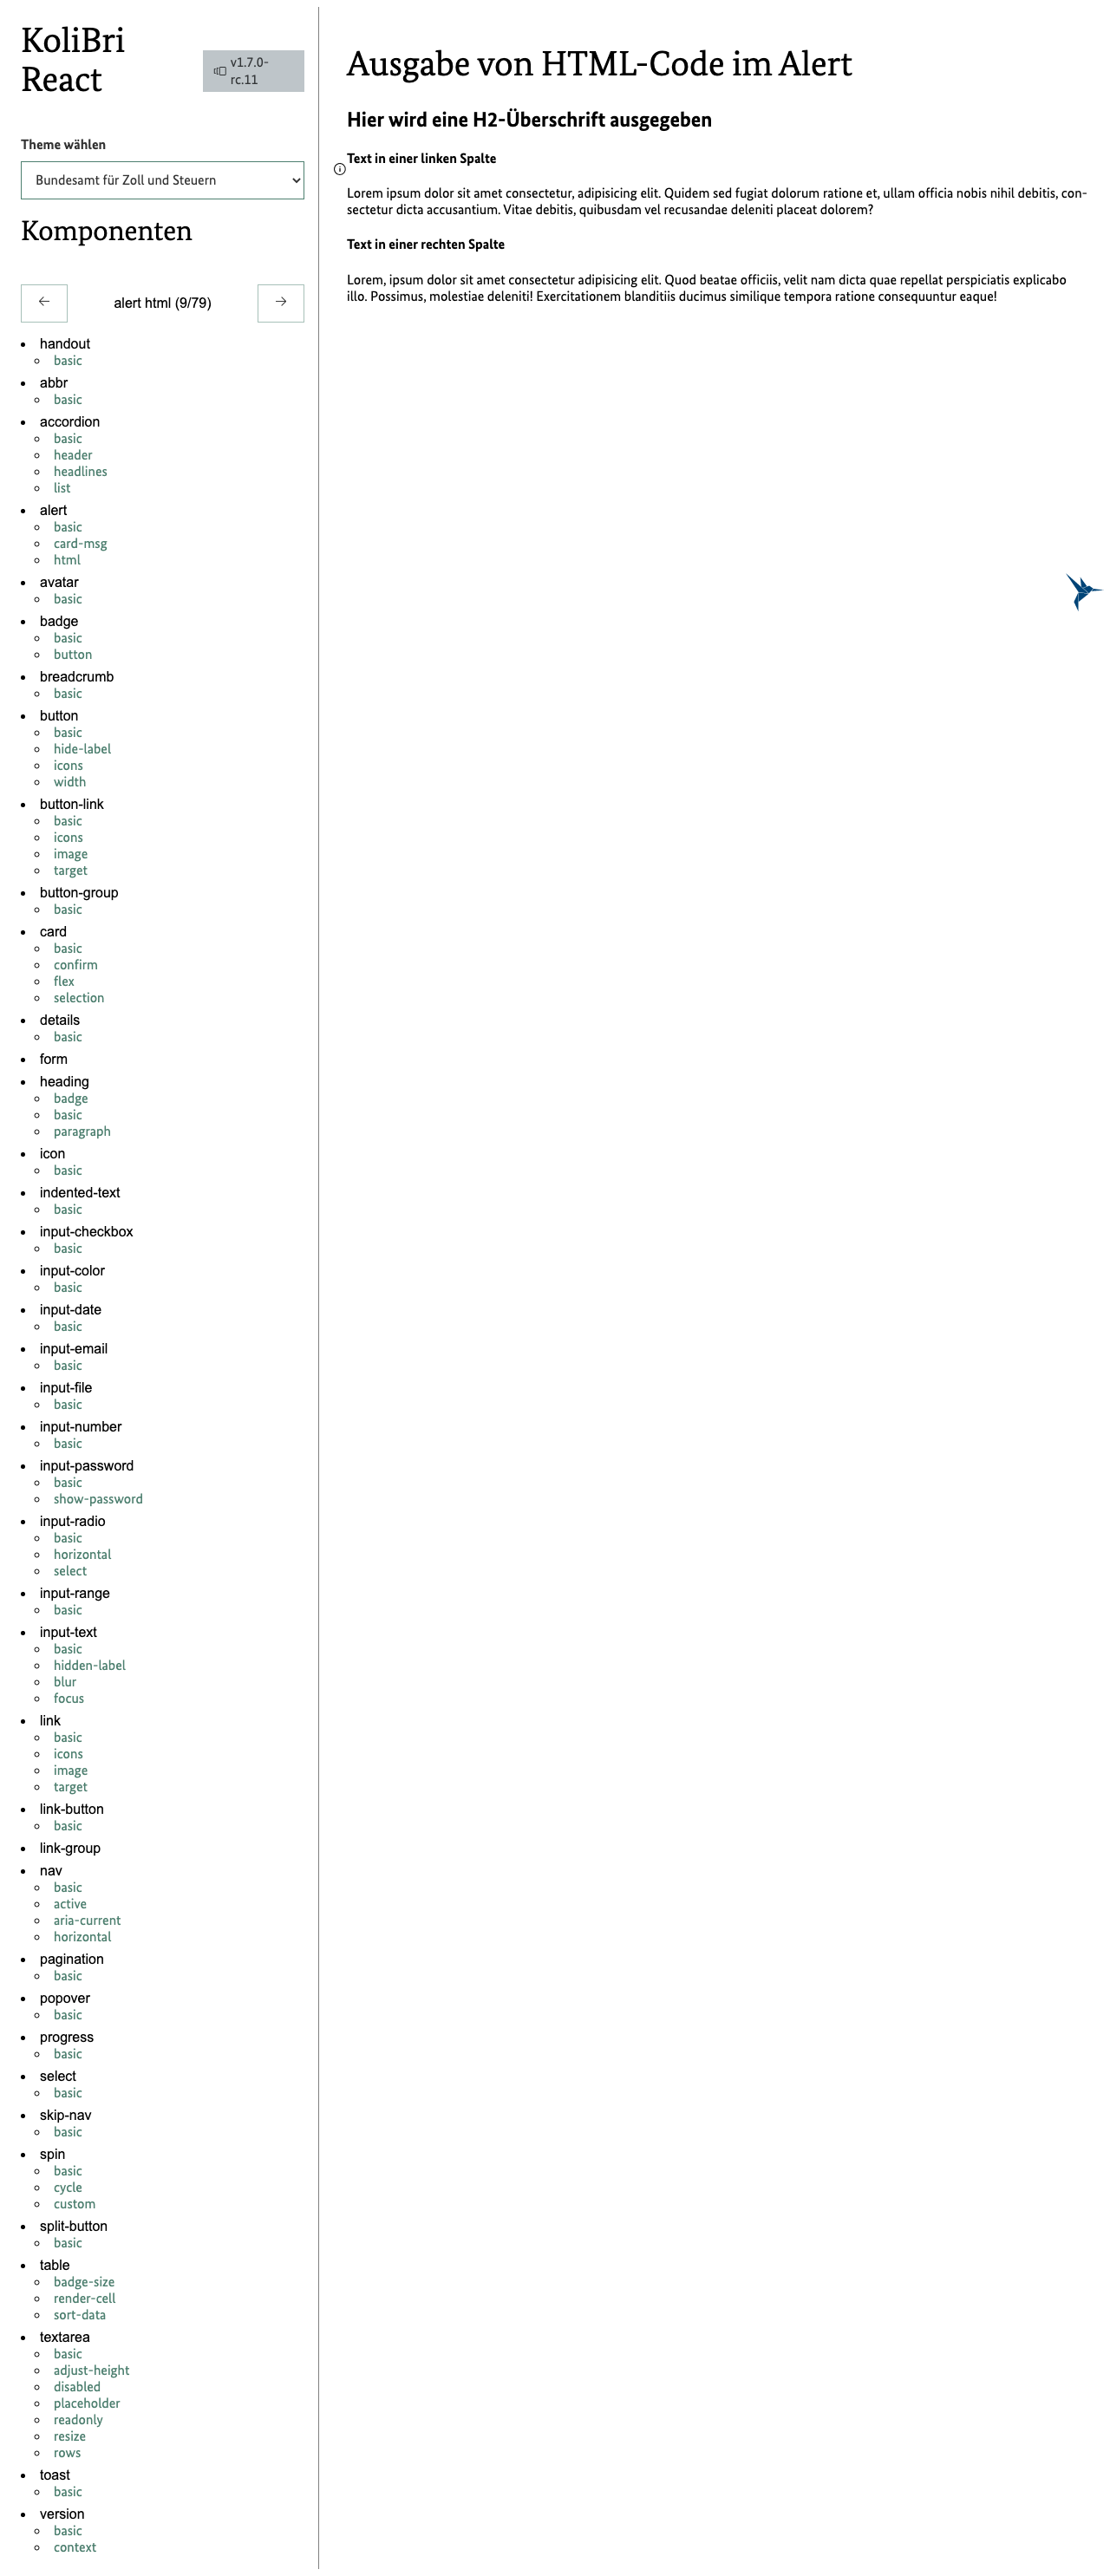 KoliBri
React
v1.7.0-
rc.11
Theme wählen
Bundesamt für Zoll und Steuern
Komponenten
alert html (9/79)
handout
basic
abbr
basic
accordion
basic
header
headlines
list
alert
basic
card-msg
html
avatar
basic
badge
basic
button
breadcrumb
basic
button
basic
hide-label
icons
width
button-link
basic
icons
image
target
button-group
basic
card
basic
confirm
flex
selection
details
basic
form
heading
badge
basic
paragraph
icon
basic
indented-text
basic
input-checkbox
basic
input-color
basic
input-date
basic
input-email
basic
input-file
basic
input-number
basic
input-password
basic
show-password
input-radio
basic
horizontal
select
input-range
basic
input-text
basic
hidden-label
blur
focus
link
basic
icons
image
target
link-button
basic
link-group
nav
basic
active
aria-current
horizontal
pagination
basic
popover
basic
progress
basic
select
basic
skip-nav
basic
spin
basic
cycle
custom
split-button
basic
table
badge-size
render-cell
sort-data
textarea
basic
adjust-height
disabled
placeholder
readonly
resize
rows
toast
basic
version
basic
context
Ausgabe von HTML-Code im Alert
Hier wird eine H2-Überschrift ausgegeben
Text in einer linken Spalte
Lorem ipsum dolor sit amet consectetur, adipisicing elit. Quidem sed fugiat dolorum ratione et, ullam officia nobis nihil debitis, con-
sectetur dicta accusantium. Vitae debitis, quibusdam vel recusandae deleniti placeat dolorem?
Text in einer rechten Spalte
Lorem, ipsum dolor sit amet consectetur adipisicing elit. Quod beatae officiis, velit nam dicta quae repellat perspiciatis explicabo
illo. Possimus, molestiae deleniti! Exercitationem blanditiis ducimus similique tempora ratione consequuntur eaque!